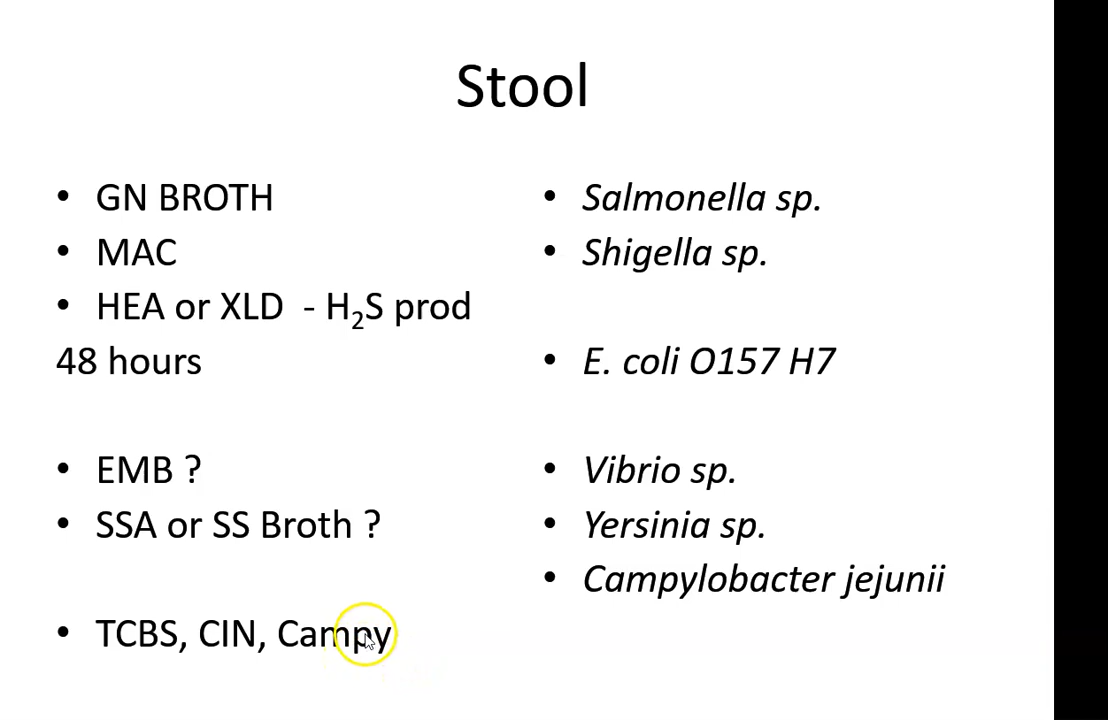 Stool
• GN BROTH
• MAC
• HEA or XLD - H₂S prod
48 hours
• EMB ?
• SSA or SS Broth ?
• TCBS, CIN, Campy
• Salmonella sp.
• Shigella sp.
• E. coli O157 H7
• Vibrio sp.
• Yersinia sp.
• Campylobacter jejunii